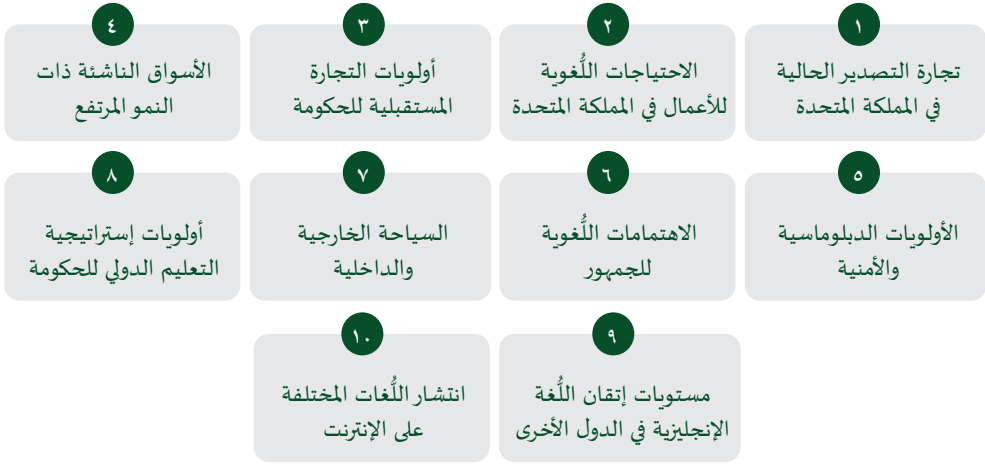 ١
تجارة التصدير الحالية
في المملكة المتحدة
٢
الاحتياجات اللُّغوية
للأعمال في المملكة المتحدة
٣
أولويات التجارة
المستقبلية للحكومة
٤
الأسواق الناشئة ذات
النمو المرتفع
٥
الأولويات الدبلوماسية
والأمنية
٦
الاهتمامات اللُّغوية
للجمهور
٧
السياحة الخارجية
والداخلية
٨
أولويات إستراتيجية
التعليم الدولي للحكومة
٩
مستويات إتقان اللُّغة
الإنجليزية في الدول الأخرى
١٠
انتشار اللُّغات المختلفة
على الإنترنت